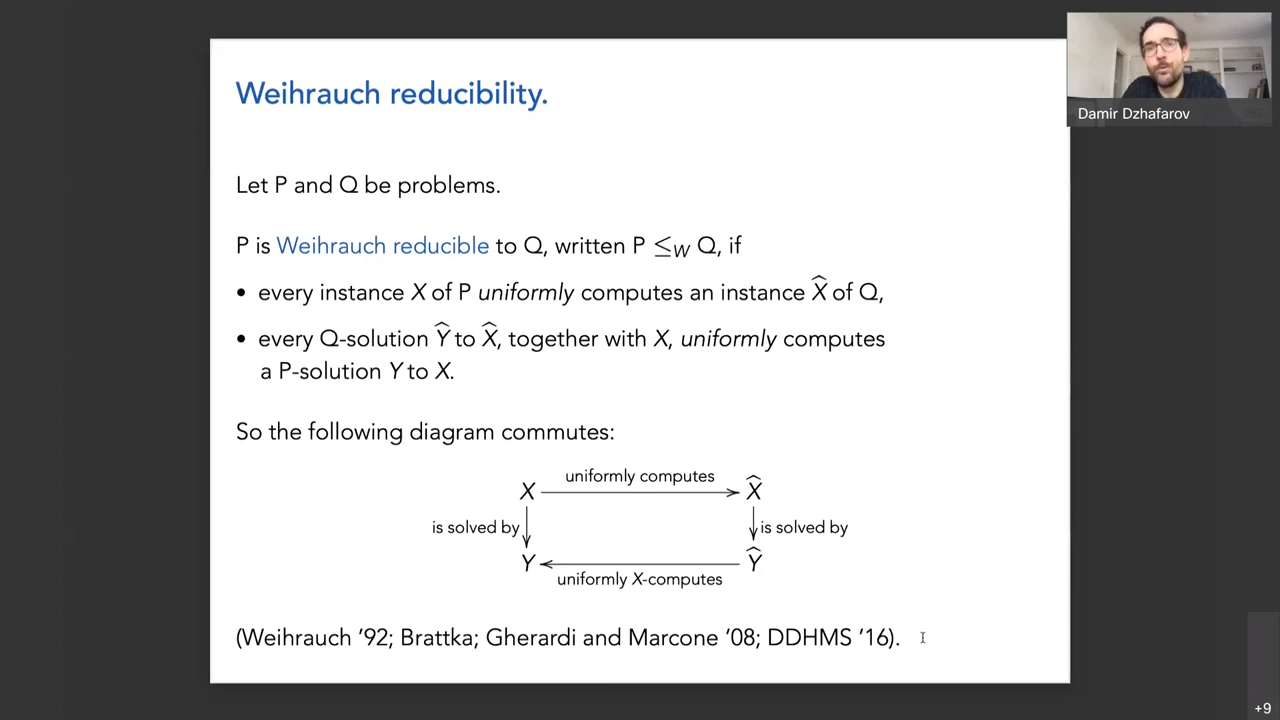 Weihrauch reducibility.
Damir Dzhafarov
Let P and Q be problems.
P is Weihrauch reducible to Q, written P ≤_W Q, if
• every instance X of P uniformly computes an instance X̂ of Q,
• every Q-solution Ŷ to X̂, together with X, uniformly computes
a P-solution Y to X.
So the following diagram commutes:
uniformly computes
X X̂
is solved by is solved by
Y Ŷ
uniformly X-computes
(Weihrauch ’92; Brattka; Gherardi and Marcone ’08; DDHMS ’16).
+9